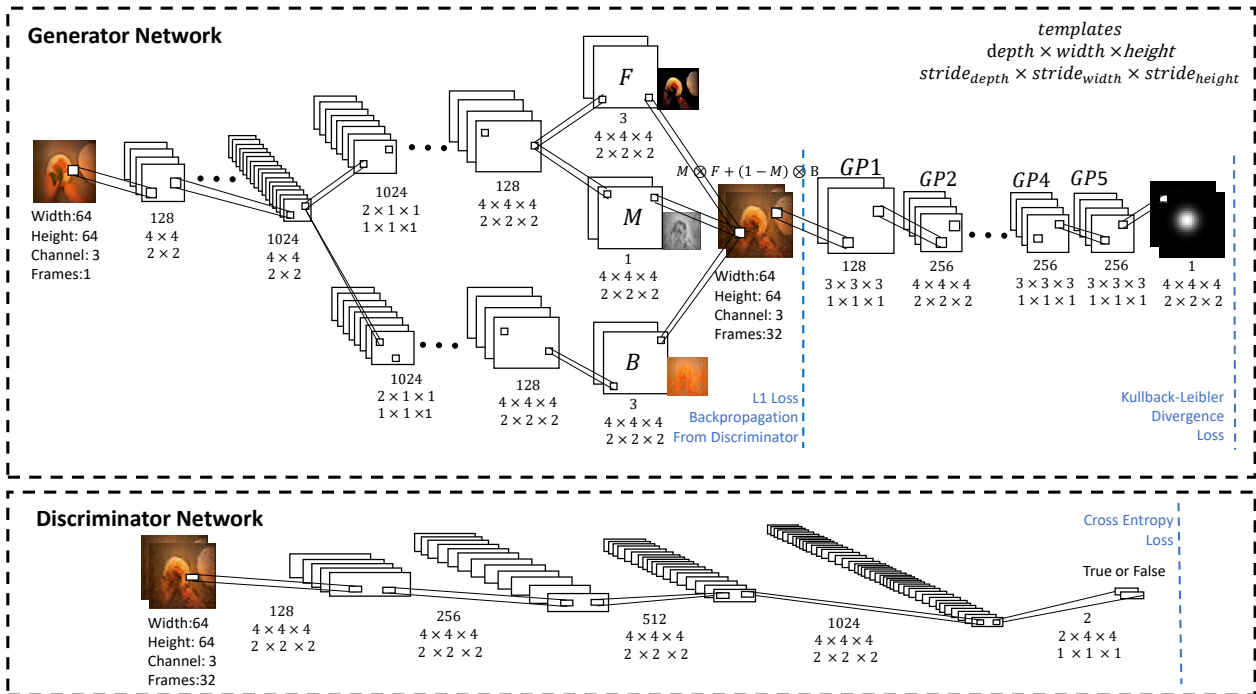 Generator Network
templates
depth × width × height
stride_depth × stride_width × stride_height
Width:64
Height: 64
Channel: 3
Frames:1
128
4 × 4
2 × 2
1024
4 × 4
2 × 2
1024
2 × 1 × 1
1 × 1 × 1
128
4 × 4 × 4
2 × 2 × 2
F
3
4 × 4 × 4
2 × 2 × 2
M
1
4 × 4 × 4
2 × 2 × 2
1024
2 × 1 × 1
1 × 1 ×1
128
4 × 4 × 4
2 × 2 × 2
B
3
4 × 4 × 4
2 × 2 × 2
M ⊗ F + (1 − M) ⊗ B
Width:64
Height: 64
Channel: 3
Frames:32
L1 Loss
Backpropagation
From Discriminator
GP1
128
3 × 3 × 3
1 × 1 × 1
GP2
256
4 × 4 × 4
2 × 2 × 2
GP4
256
3 × 3 × 3
1 × 1 × 1
GP5
256
3 × 3 × 3
1 × 1 × 1
1
4 × 4 × 4
2 × 2 × 2
Kullback-Leibler
Divergence
Loss
Discriminator Network
Width:64
Height: 64
Channel: 3
Frames:32
128
4 × 4 × 4
2 × 2 × 2
256
4 × 4 × 4
2 × 2 × 2
512
4 × 4 × 4
2 × 2 × 2
1024
4 × 4 × 4
2 × 2 × 2
Cross Entropy
Loss
True or False
2
2 × 4 × 4
1 × 1 × 1